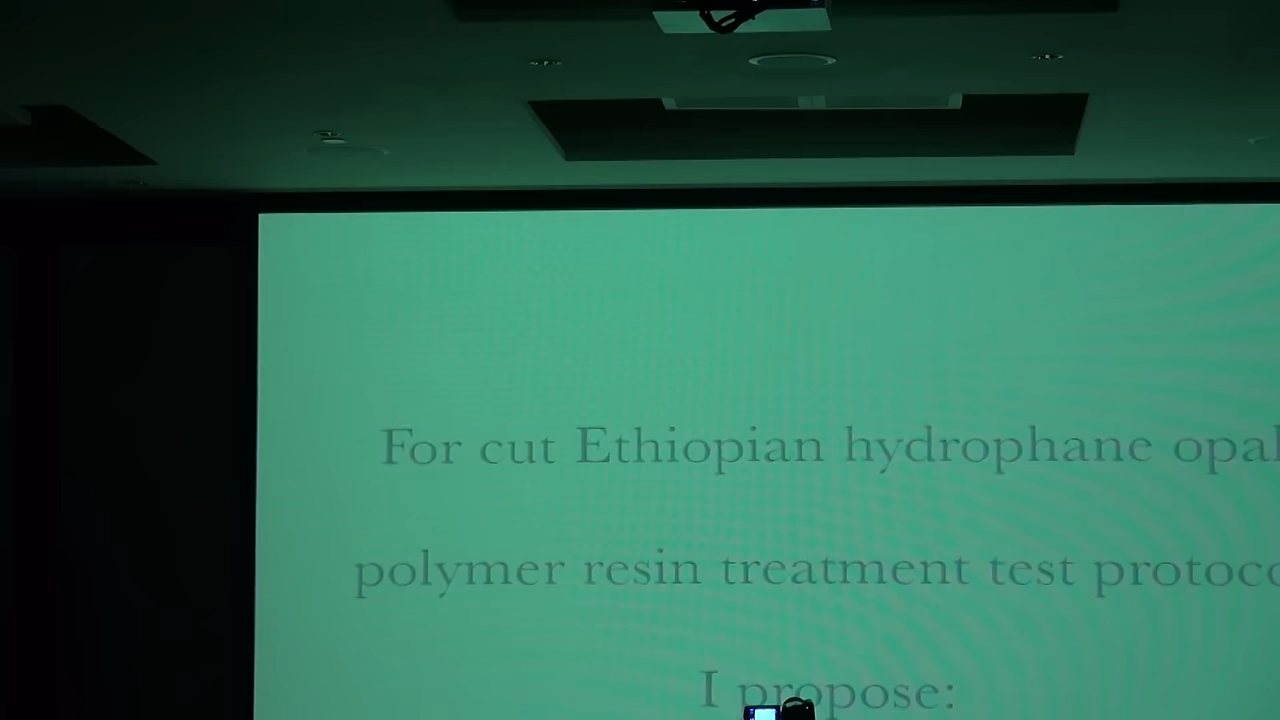 For cut Ethiopian hydrophane opal
polymer resin treatment test protoco
I propose: